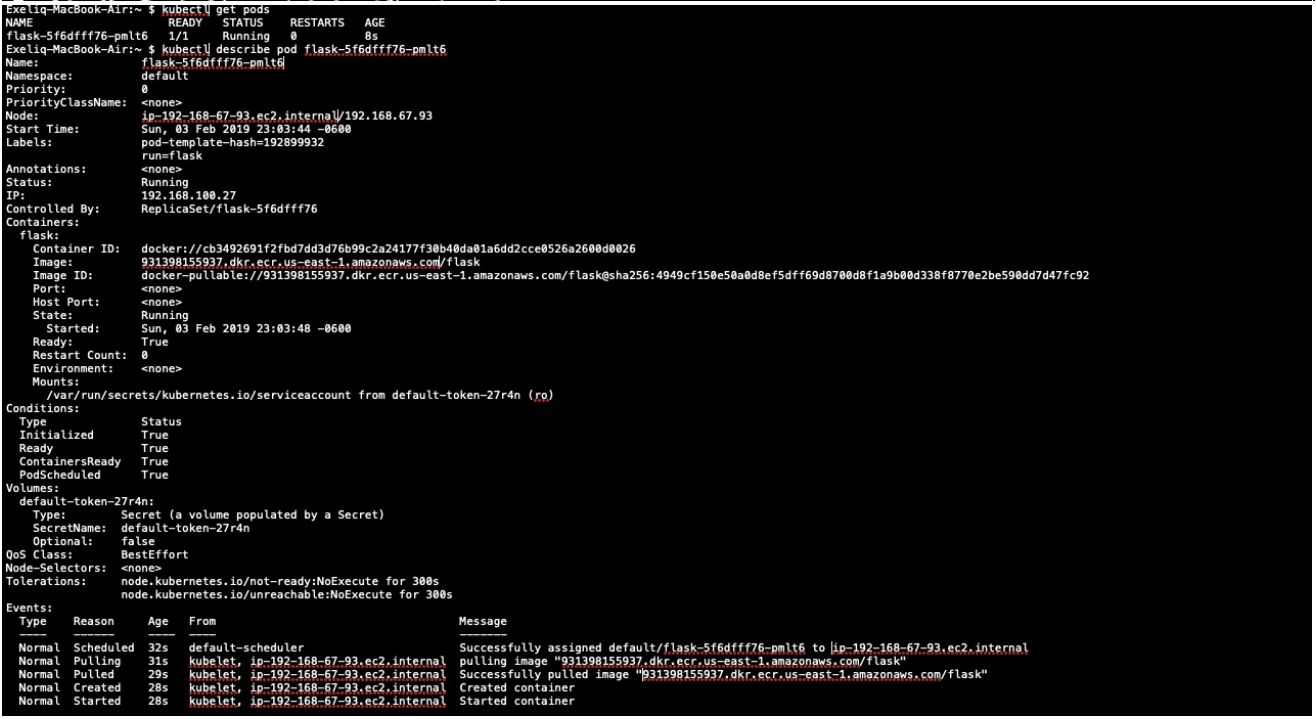 Exeliq-MacBook-Air:~ $ kubectl get pods
NAME                     READY   STATUS    RESTARTS   AGE
flask-5f6dfff76-pmlt6    1/1     Running   0          8s
Exeliq-MacBook-Air:~ $ kubectl describe pod flask-5f6dfff76-pmlt6
Name:               flask-5f6dfff76-pmlt6
Namespace:          default
Priority:           0
PriorityClassName:  <none>
Node:               ip-192-168-67-93.ec2.internal/192.168.67.93
Start Time:         Sun, 03 Feb 2019 23:03:44 -0600
Labels:             pod-template-hash=192899932
                    run=flask
Annotations:        <none>
Status:             Running
IP:                 192.168.100.27
Controlled By:      ReplicaSet/flask-5f6dfff76
Containers:
  flask:
    Container ID:   docker://cb3492691f2fbd7dd3d76b99c2a24177f30b40da01a6dd2cce0526a2600d0026
    Image:          931398155937.dkr.ecr.us-east-1.amazonaws.com/flask
    Image ID:       docker-pullable://931398155937.dkr.ecr.us-east-1.amazonaws.com/flask@sha256:4949cf150e50a0d8ef5dff69d8700d8f1a9b00d338f8770e2be590dd7d47fc92
    Port:           <none>
    Host Port:      <none>
    State:          Running
      Started:      Sun, 03 Feb 2019 23:03:48 -0600
    Ready:          True
    Restart Count:  0
    Environment:    <none>
    Mounts:
      /var/run/secrets/kubernetes.io/serviceaccount from default-token-27r4n (ro)
Conditions:
  Type              Status
  Initialized       True
  Ready             True
  ContainersReady   True
  PodScheduled      True
Volumes:
  default-token-27r4n:
    Type:        Secret (a volume populated by a Secret)
    SecretName:  default-token-27r4n
    Optional:    false
QoS Class:       BestEffort
Node-Selectors:  <none>
Tolerations:     node.kubernetes.io/not-ready:NoExecute for 300s
                 node.kubernetes.io/unreachable:NoExecute for 300s
Events:
  Type    Reason     Age   From                                     Message
  ----    ------     ----  ----                                     -------
  Normal  Scheduled  32s   default-scheduler                        Successfully assigned default/flask-5f6dfff76-pmlt6 to ip-192-168-67-93.ec2.internal
  Normal  Pulling    31s   kubelet, ip-192-168-67-93.ec2.internal   pulling image "931398155937.dkr.ecr.us-east-1.amazonaws.com/flask"
  Normal  Pulled     29s   kubelet, ip-192-168-67-93.ec2.internal   Successfully pulled image "931398155937.dkr.ecr.us-east-1.amazonaws.com/flask"
  Normal  Created    28s   kubelet, ip-192-168-67-93.ec2.internal   Created container
  Normal  Started    28s   kubelet, ip-192-168-67-93.ec2.internal   Started container